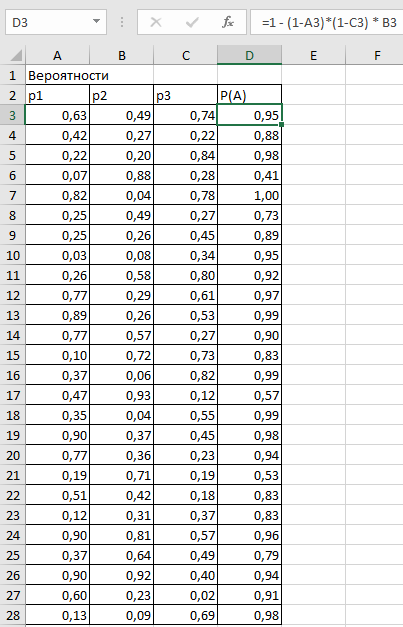 D3 =1 - (1-A3)*(1-C3) * B3
A B C D E F
1 Вероятности
2 p1 p2 p3 P(A)
3 0,63 0,49 0,74 0,95
4 0,42 0,27 0,22 0,88
5 0,22 0,20 0,84 0,98
6 0,07 0,88 0,28 0,41
7 0,82 0,04 0,78 1,00
8 0,25 0,49 0,27 0,73
9 0,25 0,26 0,45 0,89
10 0,03 0,08 0,34 0,95
11 0,26 0,58 0,80 0,92
12 0,77 0,29 0,61 0,97
13 0,89 0,26 0,53 0,99
14 0,77 0,57 0,27 0,90
15 0,10 0,72 0,73 0,83
16 0,37 0,06 0,82 0,99
17 0,47 0,93 0,12 0,57
18 0,35 0,04 0,55 0,99
19 0,90 0,37 0,45 0,98
20 0,77 0,36 0,23 0,94
21 0,19 0,71 0,19 0,53
22 0,51 0,42 0,18 0,83
23 0,12 0,31 0,37 0,83
24 0,90 0,81 0,57 0,96
25 0,37 0,64 0,49 0,79
26 0,90 0,92 0,40 0,94
27 0,60 0,23 0,02 0,91
28 0,13 0,09 0,69 0,98